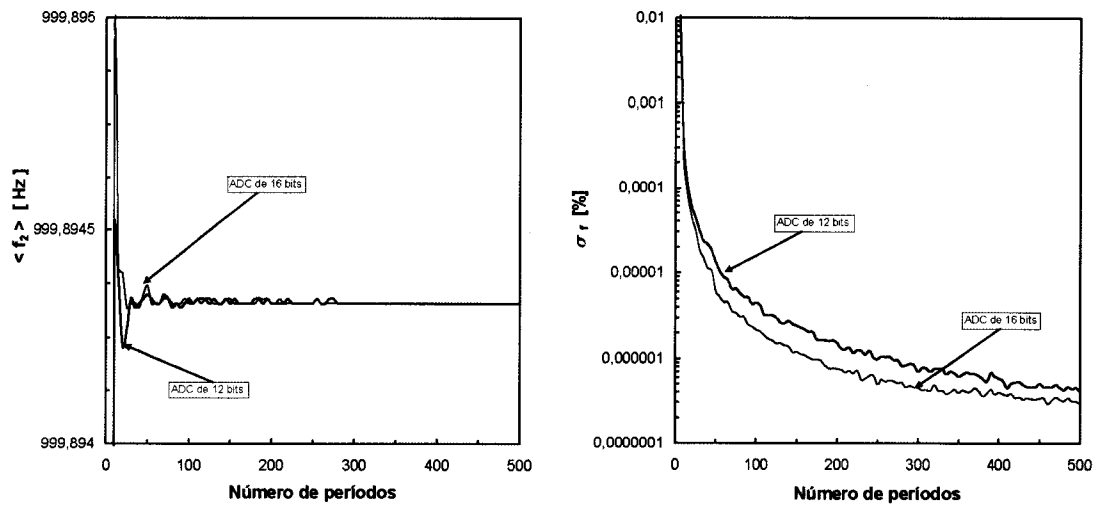 999,895
999,8945
999,894
< f₂ > [ Hz ]
ADC de 16 bits
ADC de 12 bits
0 100 200 300 400 500
Número de períodos
0,01
0,001
0,0001
0,00001
0,000001
0,0000001
σ f [%]
ADC de 12 bits
ADC de 16 bits
0 100 200 300 400 500
Número de períodos